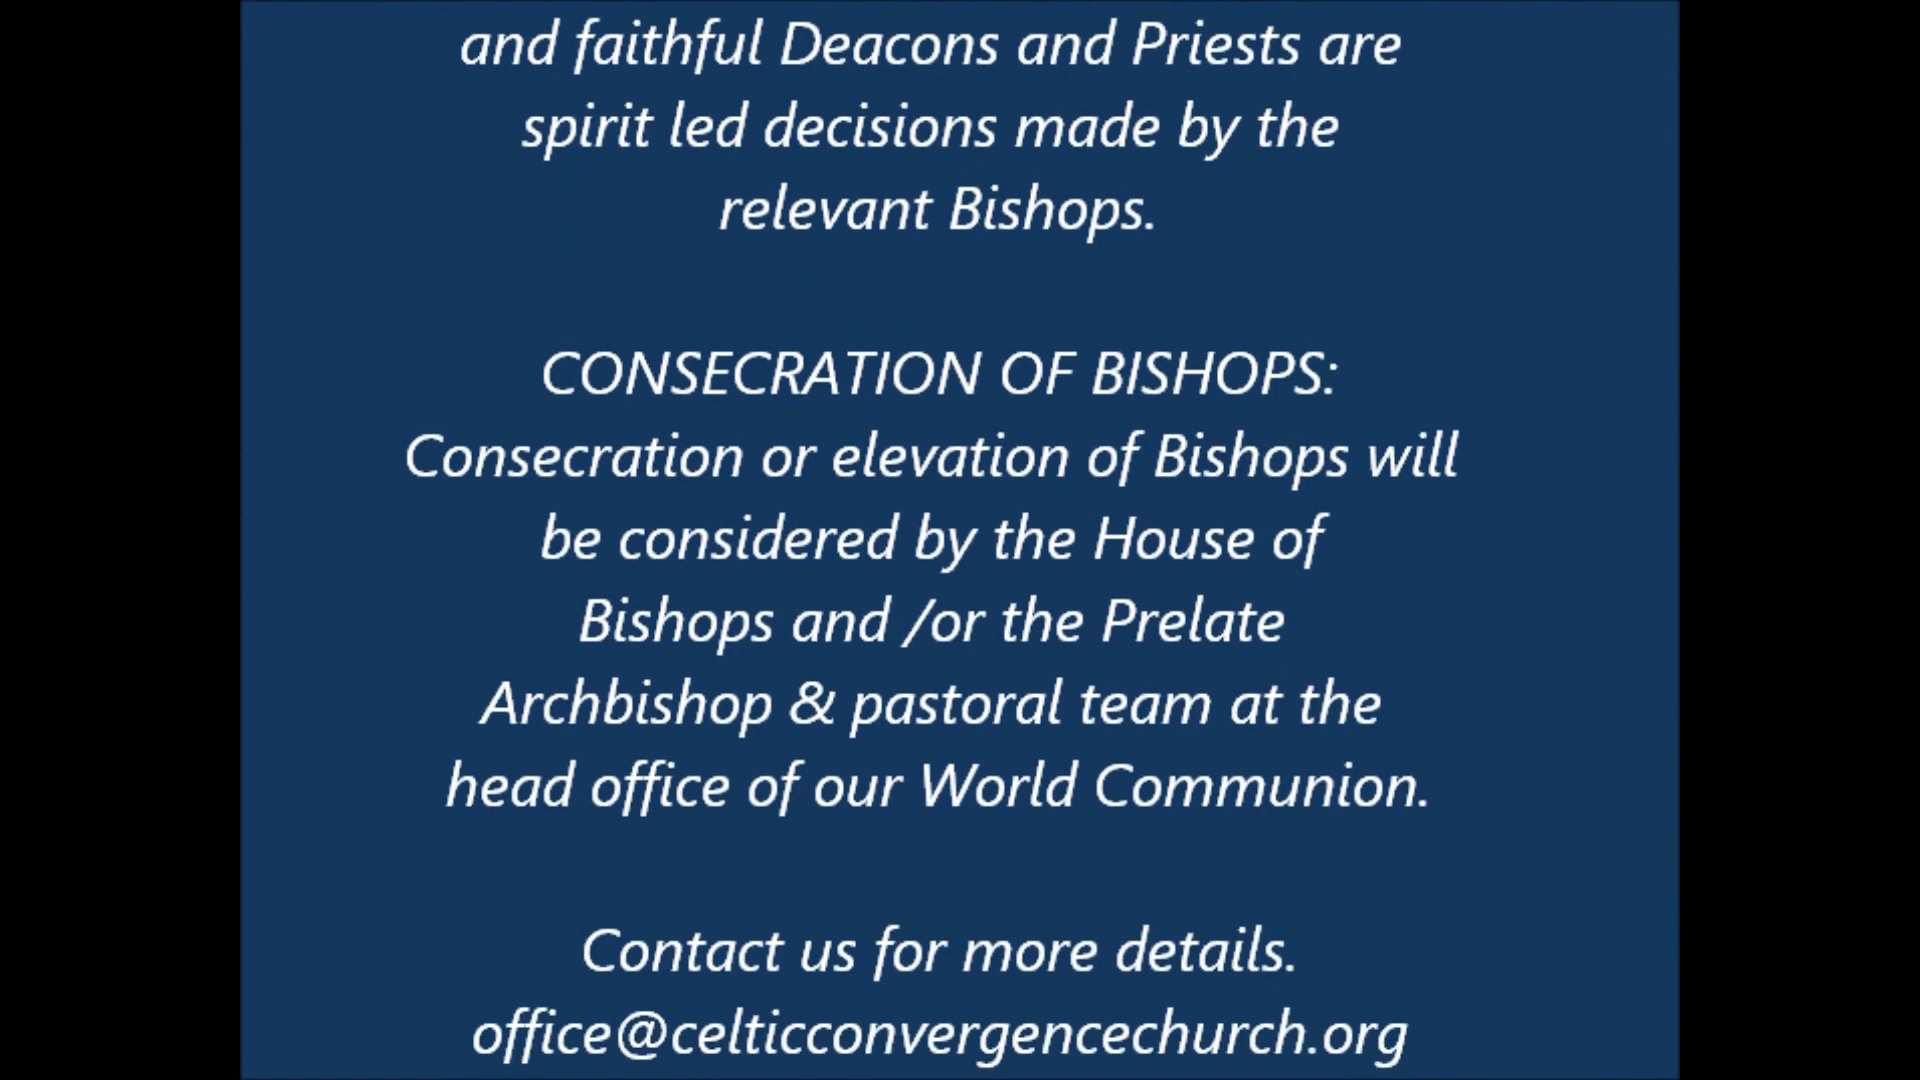 and faithful Deacons and Priests are
spirit led decisions made by the
relevant Bishops.
CONSECRATION OF BISHOPS:
Consecration or elevation of Bishops will
be considered by the House of
Bishops and /or the Prelate
Archbishop & pastoral team at the
head office of our World Communion.
Contact us for more details.
office@celticconvergencechurch.org